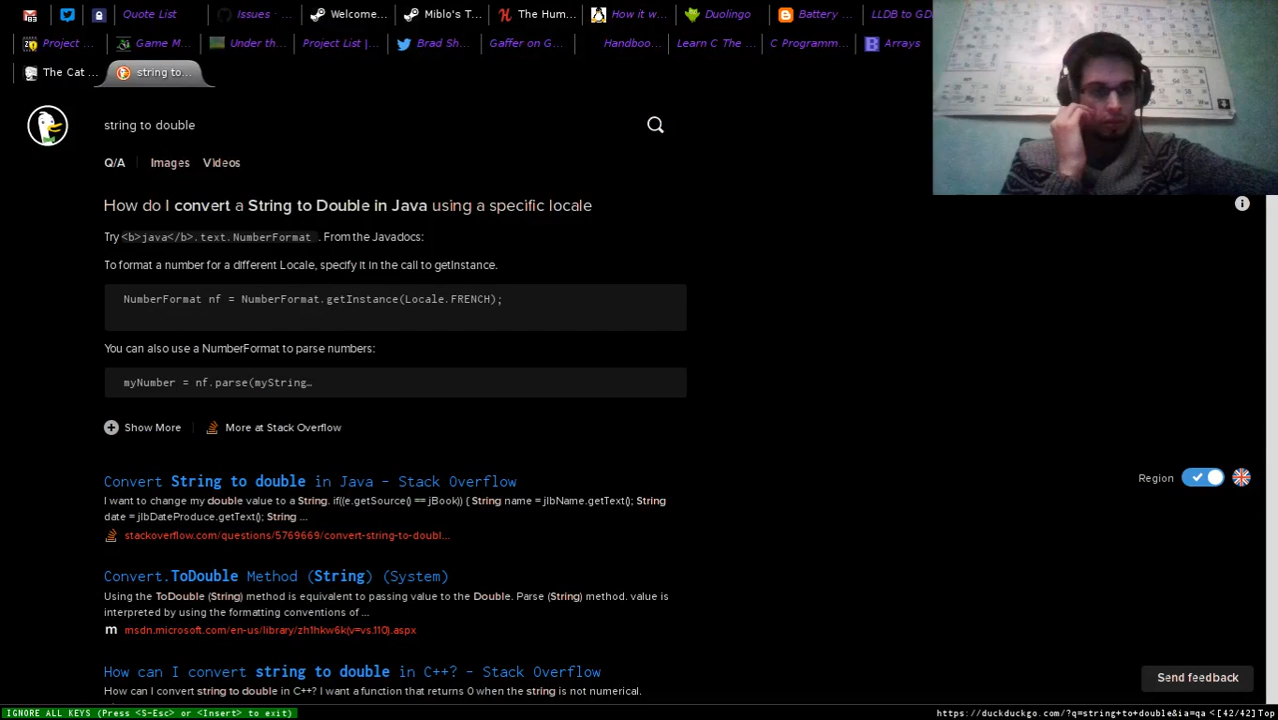 Quote List
Issues · ...
Welcome...
Miblo's T...
The Hum...
How it w...
Duolingo
Battery ...
LLDB to GD
Project ...
Game M...
Under th...
Project List |...
Brad Sh...
Gaffer on G...
Handboo...
Learn C The ...
C Programm...
Arrays
The Cat ...
string to...
string to double
Q/A
Images
Videos
How do I convert a String to Double in Java using a specific locale
Try <b>java</b>.text.NumberFormat . From the Javadocs:
To format a number for a different Locale, specify it in the call to getInstance.
NumberFormat nf = NumberFormat.getInstance(Locale.FRENCH);
You can also use a NumberFormat to parse numbers:
myNumber = nf.parse(myString…
Show More
More at Stack Overflow
Convert String to double in Java - Stack Overflow
Region
I want to change my double value to a String. if((e.getSource() == jBook)) { String name = jlbName.getText(); String
date = jlbDateProduce.getText(); String ...
stackoverflow.com/questions/5769669/convert-string-to-doubl...
Convert.ToDouble Method (String) (System)
Using the ToDouble (String) method is equivalent to passing value to the Double. Parse (String) method. value is
interpreted by using the formatting conventions of ...
m msdn.microsoft.com/en-us/library/zh1hkw6k(v=vs.110).aspx
How can I convert string to double in C++? - Stack Overflow
How can I convert string to double in C++? I want a function that returns 0 when the string is not numerical.
Send feedback
IGNORE ALL KEYS (Press <S-Esc> or <Insert> to exit)
https://duckduckgo.com/?q=string+to+double&ia=qa < [42/42] Top